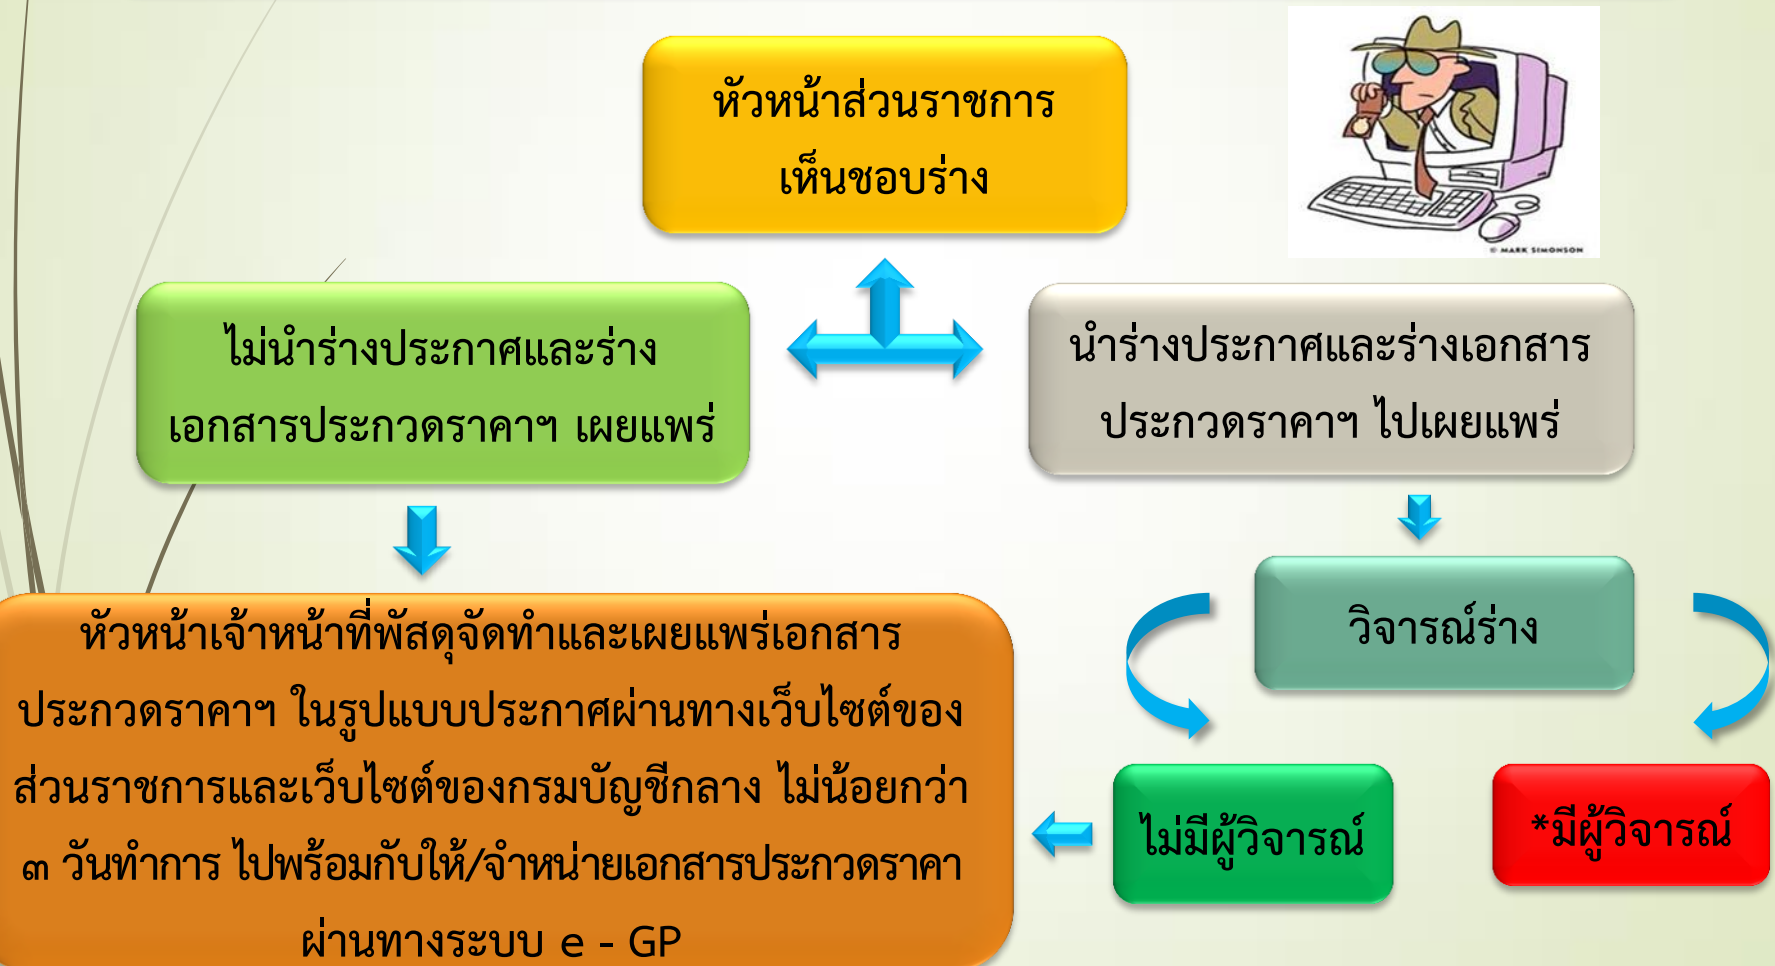 หัวหน้าส่วนราชการ
เห็นชอบร่าง
© MARK SIMONSON
ไม่นำร่างประกาศและร่าง
เอกสารประกวดราคาฯ เผยแพร่
นำร่างประกาศและร่างเอกสาร
ประกวดราคาฯ ไปเผยแพร่
วิจารณ์ร่าง
หัวหน้าเจ้าหน้าที่พัสดุจัดทำและเผยแพร่เอกสาร
ประกวดราคาฯ ในรูปแบบประกาศผ่านทางเว็บไซต์ของ
ส่วนราชการและเว็บไซต์ของกรมบัญชีกลาง ไม่น้อยกว่า
๓ วันทำการ ไปพร้อมกับให้/จำหน่ายเอกสารประกวดราคา
ผ่านทางระบบ e - GP
ไม่มีผู้วิจารณ์
*มีผู้วิจารณ์